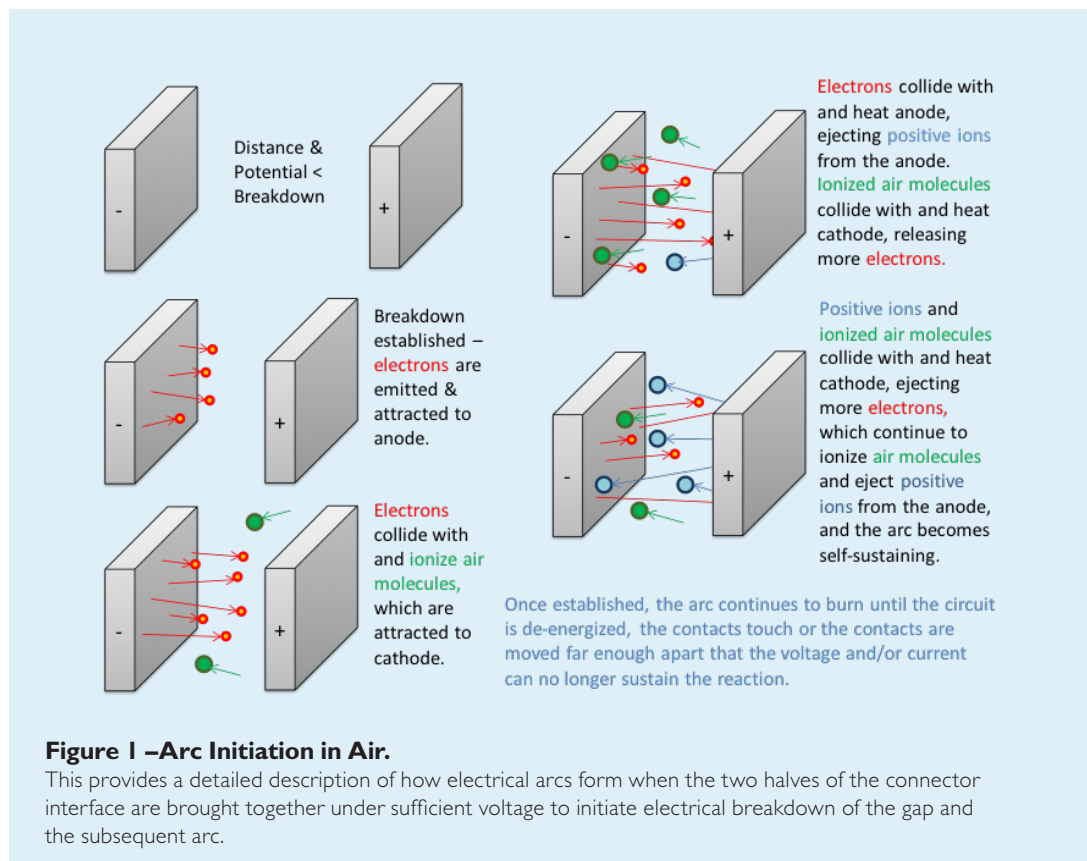 Distance &
Potential <
Breakdown
-
+
Breakdown
established –
electrons are
emitted &
attracted to
anode.
-
+
Electrons
collide with
and ionize air
molecules,
which are
attracted to
cathode.
-
+
Electrons collide with
and heat anode,
ejecting positive ions
from the anode.
Ionized air molecules
collide with and heat
cathode, releasing
more electrons.
-
+
Positive ions and
ionized air molecules
collide with and heat
cathode, ejecting
more electrons,
which continue to
ionize air molecules
and eject positive
ions from the anode,
and the arc becomes
self-sustaining.
-
+
Once established, the arc continues to burn until the circuit
is de-energized, the contacts touch or the contacts are
moved far enough apart that the voltage and/or current
can no longer sustain the reaction.
Figure 1 –Arc Initiation in Air.
This provides a detailed description of how electrical arcs form when the two halves of the connector
interface are brought together under sufficient voltage to initiate electrical breakdown of the gap and
the subsequent arc.